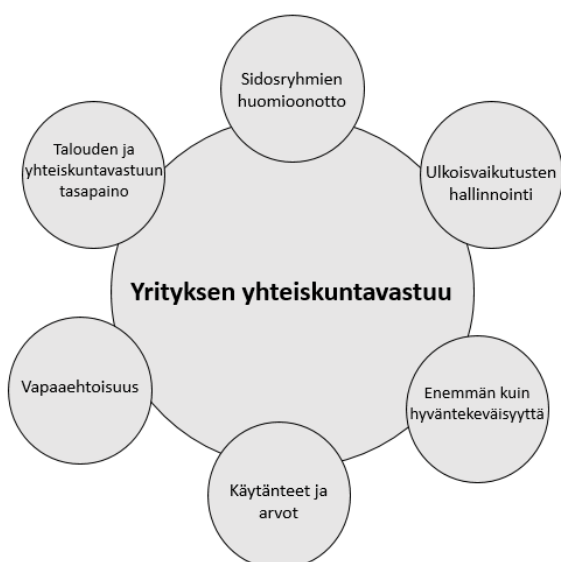 Sidosryhmien
huomioonotto
Talouden ja
yhteiskuntavastuun
tasapaino
Ulkoisvaikutusten
hallinnointi
Yrityksen yhteiskuntavastuu
Vapaaehtoisuus
Enemmän kuin
hyväntekeväisyyttä
Käytänteet ja
arvot